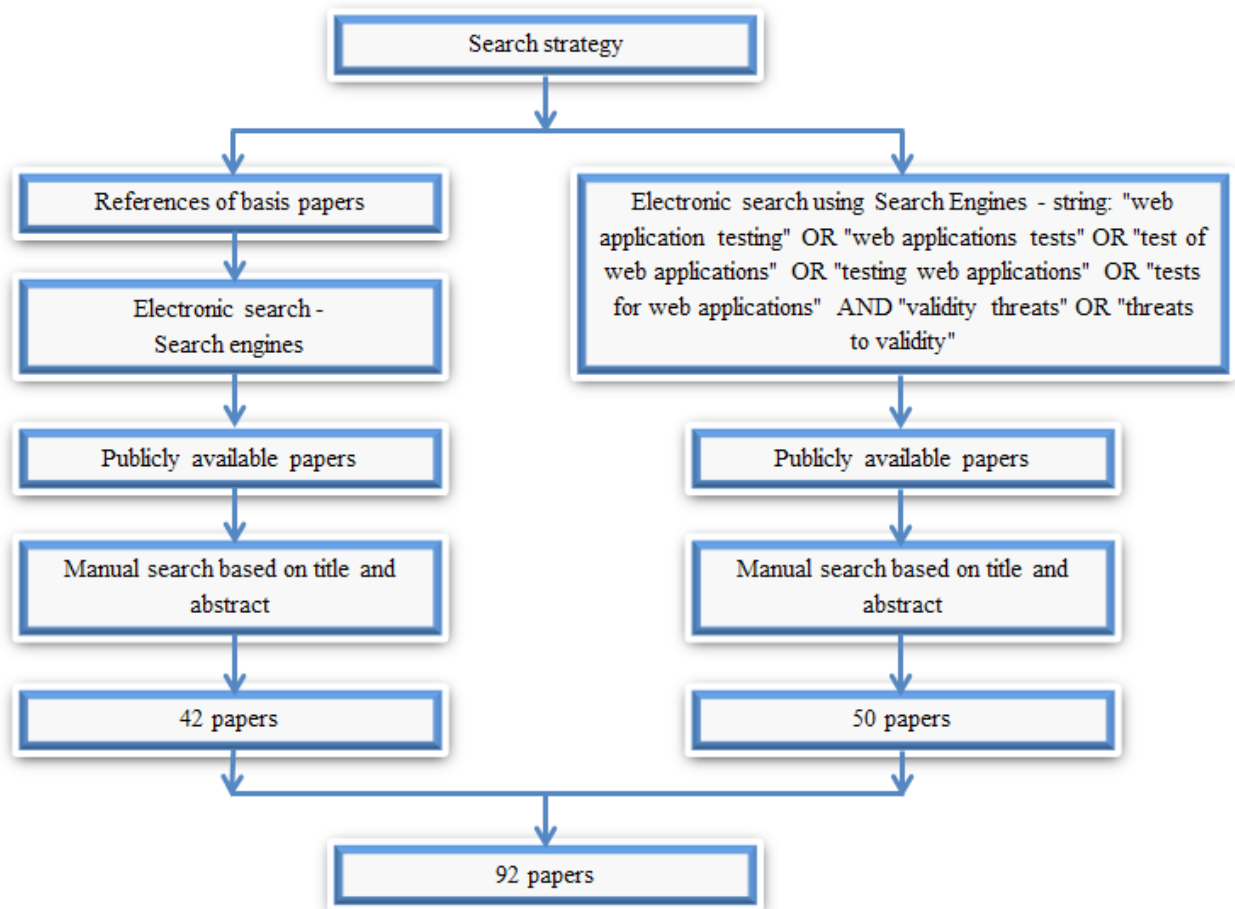 Search strategy
References of basis papers
Electronic search -
Search engines
Publicly available papers
Manual search based on title and
abstract
42 papers
Electronic search using Search Engines - string: "web
application testing" OR "web applications tests" OR "test of
web applications" OR "testing web applications" OR "tests
for web applications" AND "validity threats" OR "threats
to validity"
Publicly available papers
Manual search based on title and
abstract
50 papers
92 papers